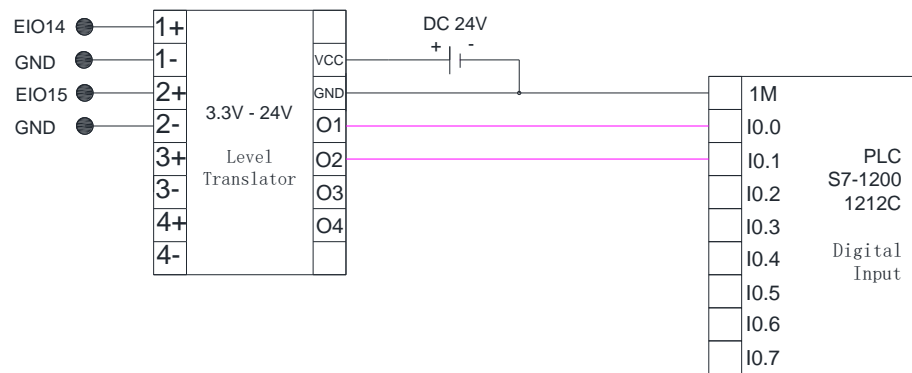 EIO14
GND
EIO15
GND
1+
1-
2+
2-
3+
3-
4+
4-
3.3V - 24V
Level
Translator
VCC
GND
O1
O2
O3
O4
DC 24V
+ -
1M
I0.0
I0.1
I0.2
I0.3
I0.4
I0.5
I0.6
I0.7
PLC
S7-1200
1212C
Digital
Input